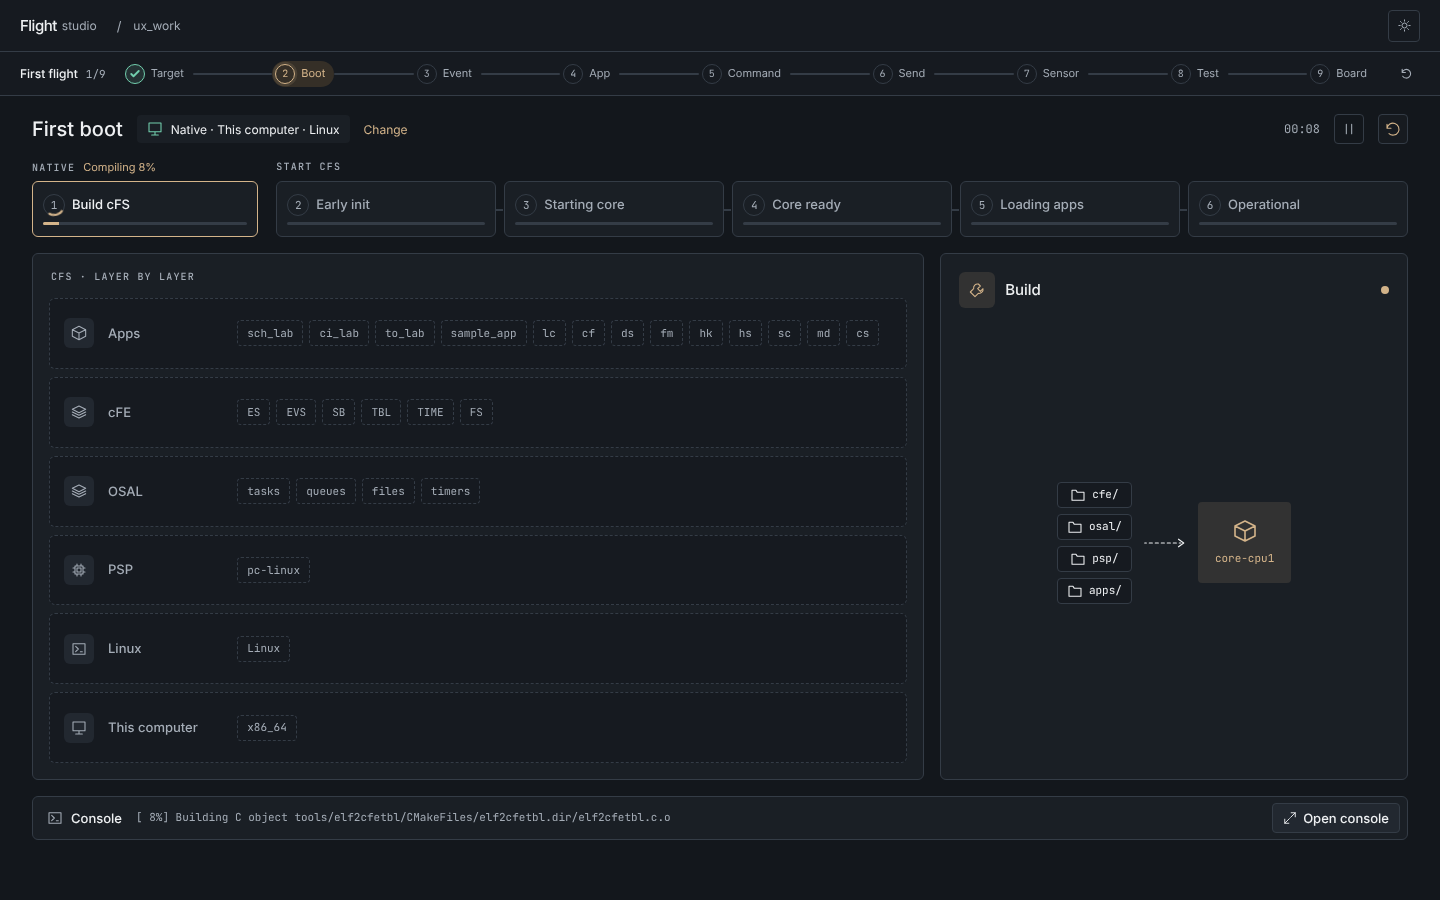 Flight studio / ux_work
First flight 1/9 Target 2 Boot 3 Event 4 App 5 Command 6 Send 7 Sensor 8 Test 9 Board
First boot Native · This computer · Linux Change 00:08
NATIVE Compiling 8% START CFS
1 Build cFS 2 Early init 3 Starting core 4 Core ready 5 Loading apps 6 Operational
CFS · LAYER BY LAYER
Apps sch_lab ci_lab to_lab sample_app lc cf ds fm hk hs sc md cs
cFE ES EVS SB TBL TIME FS
OSAL tasks queues files timers
PSP pc-linux
Linux Linux
This computer x86_64
Build
cfe/
osal/
psp/
apps/
core-cpu1
Console [ 8%] Building C object tools/elf2cfetbl/CMakeFiles/elf2cfetbl.dir/elf2cfetbl.c.o Open console